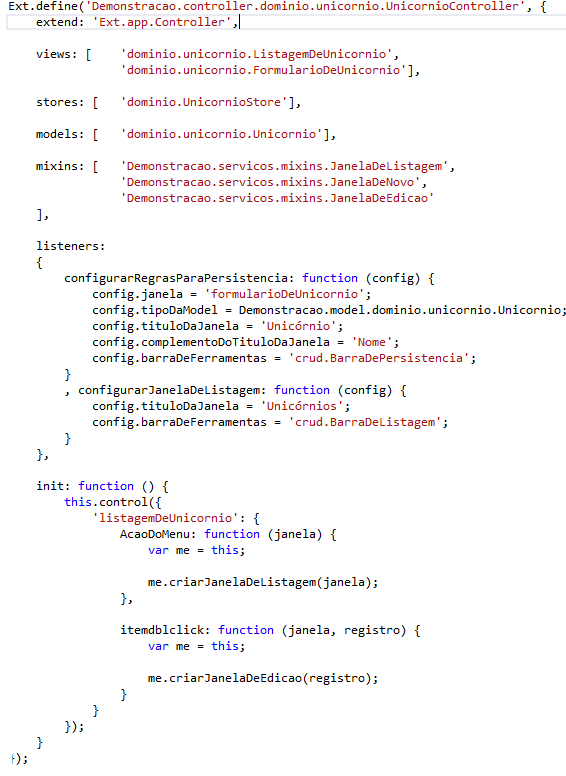 Ext.define('Demonstracao.controller.dominio.unicornio.UnicornioController', {
    extend: 'Ext.app.Controller',

    views: [    'dominio.unicornio.ListagemDeUnicornio',
                'dominio.unicornio.FormularioDeUnicornio'],

    stores: [   'dominio.UnicornioStore'],

    models: [   'dominio.unicornio.Unicornio'],

    mixins: [   'Demonstracao.servicos.mixins.JanelaDeListagem',
                'Demonstracao.servicos.mixins.JanelaDeNovo',
                'Demonstracao.servicos.mixins.JanelaDeEdicao'
    ],

    listeners:
    {
        configurarRegrasParaPersistencia: function (config) {
            config.janela = 'formularioDeUnicornio';
            config.tipoDaModel = Demonstracao.model.dominio.unicornio.Unicornio;
            config.tituloDaJanela = 'Unicórnio';
            config.complementoDoTituloDaJanela = 'Nome';
            config.barraDeFerramentas = 'crud.BarraDePersistencia';
        }
        , configurarJanelaDeListagem: function (config) {
            config.tituloDaJanela = 'Unicórnios';
            config.barraDeFerramentas = 'crud.BarraDeListagem';
        }
    },

    init: function () {
        this.control({
            'listagemDeUnicornio': {
                AcaoDoMenu: function (janela) {
                    var me = this;

                    me.criarJanelaDeListagem(janela);
                },

                itemdblclick: function (janela, registro) {
                    var me = this;

                    me.criarJanelaDeEdicao(registro);
                }
            }
        });
    }
});